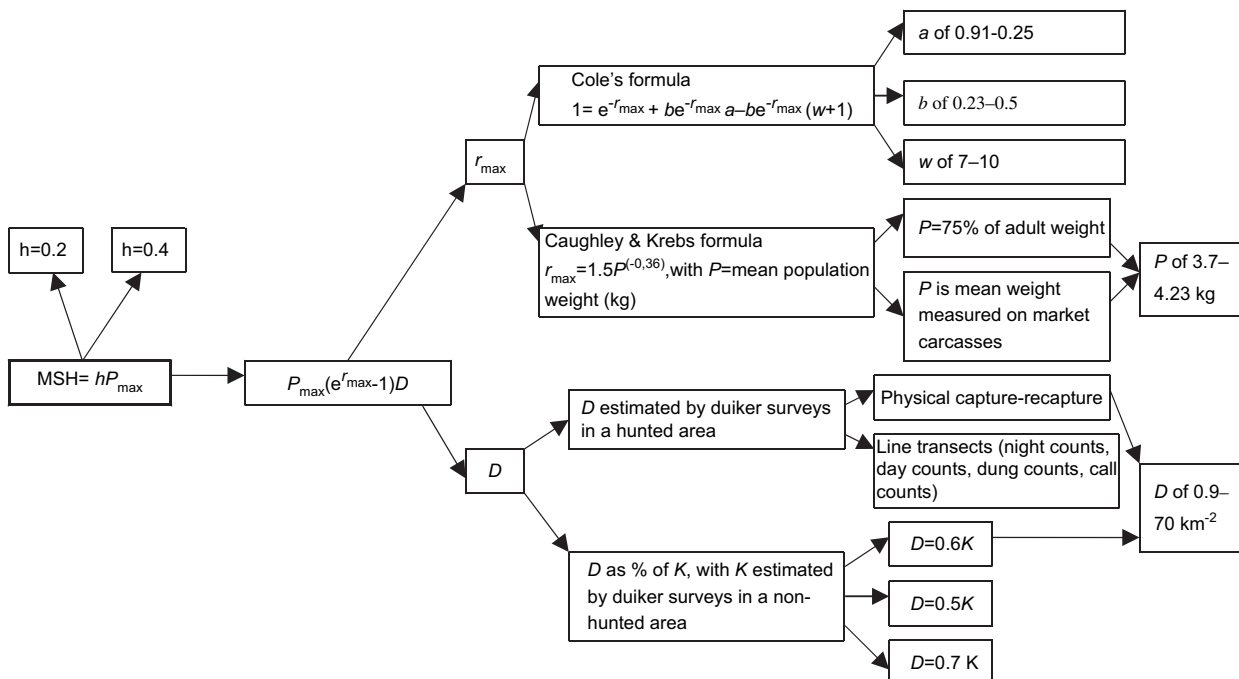 MSH= hPmax
h=0.2
h=0.4
Pmax(e^rmax-1)D
rmax
Cole's formula
1= e^-rmax + be^-rmax a–be^-rmax (w+1)
a of 0.91-0.25
b of 0.23–0.5
w of 7–10
Caughley & Krebs formula
rmax=1.5P^(-0,36),with P=mean population
weight (kg)
P=75% of adult weight
P is mean weight
measured on market
carcasses
P of 3.7–
4.23 kg
D
D estimated by duiker surveys
in a hunted area
Physical capture-recapture
Line transects (night counts,
day counts, dung counts, call
counts)
D as % of K, with K estimated
by duiker surveys in a non-
hunted area
D=0.6K
D=0.5K
D=0.7 K
D of 0.9–
70 km^-2